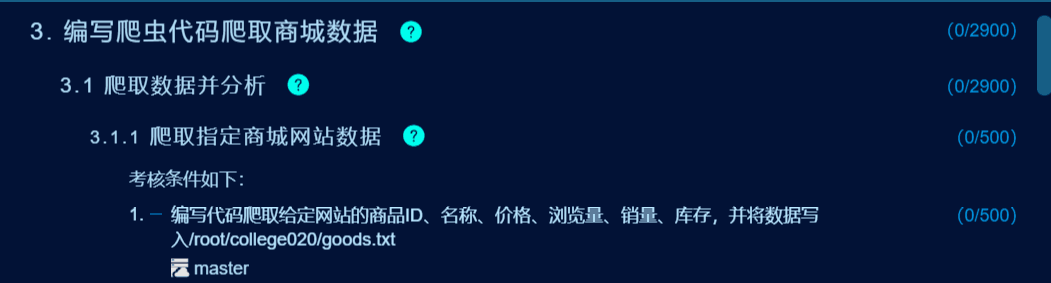 3. 编写爬虫代码爬取商城数据 ? (0/2900)
3.1 爬取数据并分析 ? (0/2900)
3.1.1 爬取指定商城网站数据 ? (0/500)
考核条件如下:
1. 编写代码爬取给定网站的商品ID、名称、价格、浏览量、销量、库存，并将数据写 (0/500)
入/root/college020/goods.txt
master